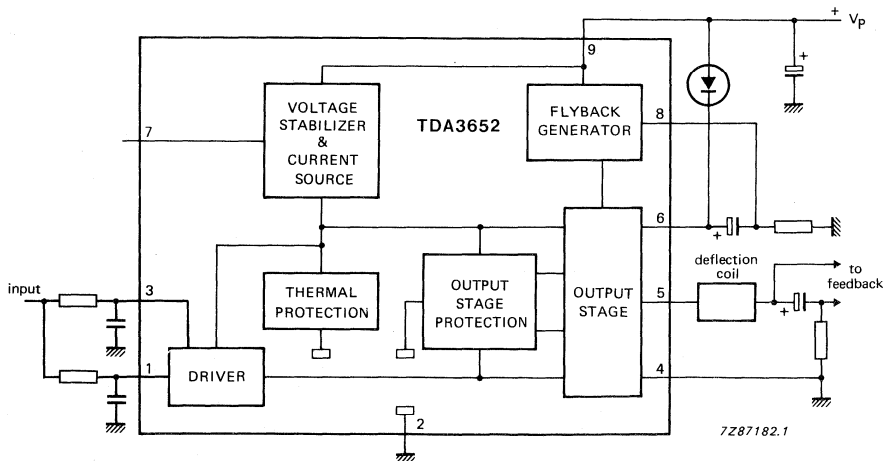 +
VP
9
+
VOLTAGE
STABILIZER
&
CURRENT
SOURCE
TDA3652
FLYBACK
GENERATOR
8
7
6
+
deflection
coil
to
feedback
input
3
THERMAL
PROTECTION
OUTPUT
STAGE
PROTECTION
OUTPUT
STAGE
5
+
1
DRIVER
4
2
7Z87182.1